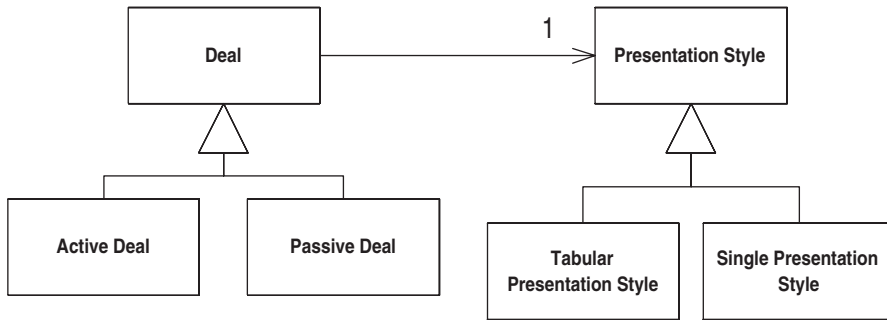 1
Deal
Presentation Style
Active Deal
Passive Deal
Tabular
Presentation Style
Single Presentation
Style